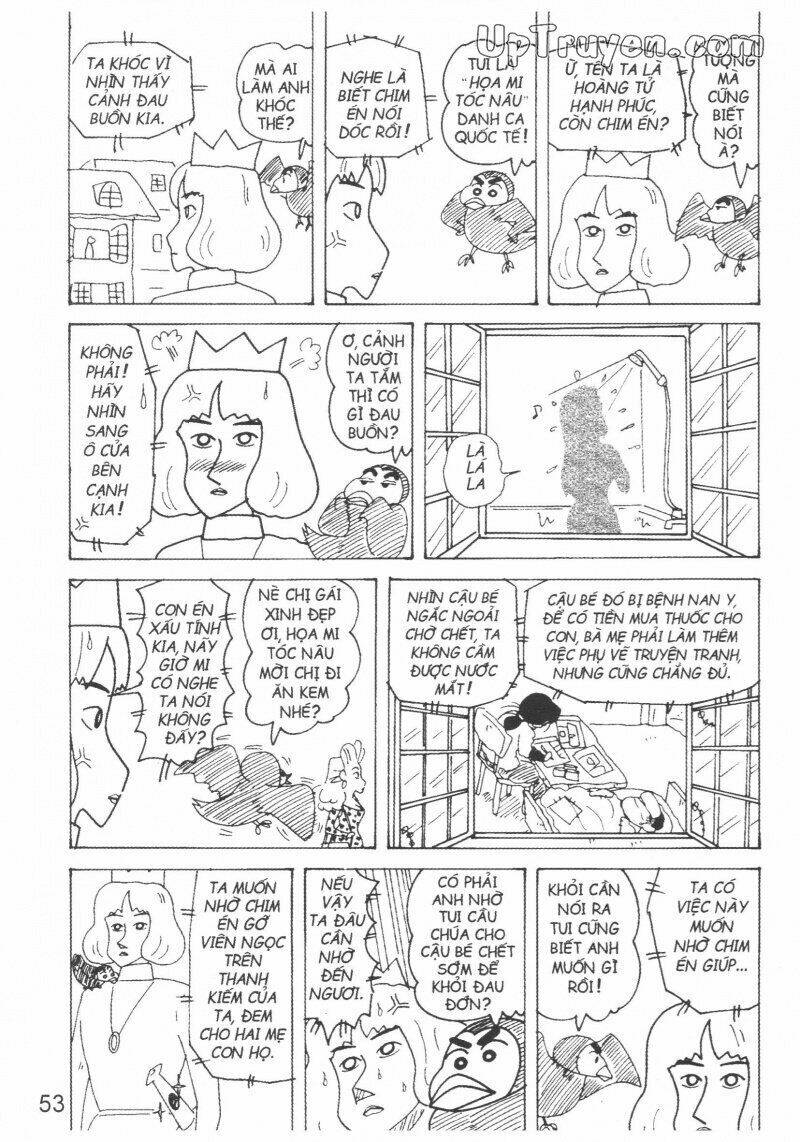 UpTruyen.com
TƯỢNG
MÀ
CŨNG
BIẾT
NÓI
À?
Ừ, TÊN TA LÀ
HOÀNG TỬ
HẠNH PHÚC,
CÒN CHIM ÉN?
TUI LÀ
"HỌA MI
TÓC NÂU"
DANH CA
QUỐC TẾ!
NGHE LÀ
BIẾT CHIM
ÉN NÓI
DÓC RỒI!
MÀ AI
LÀM ANH
KHÓC
THẾ?
TA KHÓC VÌ
NHÌN THẤY
CẢNH ĐAU
BUỒN KIA.
LÀ
LÁ
LA
Ơ, CẢNH
NGƯỜI
TA TẮM
THÌ CÓ
GÌ ĐAU
BUỒN?
KHÔNG
PHẢI!
HÃY
NHÌN
SANG
Ô CỬA
BÊN
CẠNH
KIA!
CẬU BÉ ĐÓ BỊ BỆNH NAN Y,
ĐỂ CÓ TIỀN MUA THUỐC CHO
CON, BÀ MẸ PHẢI LÀM THÊM
VIỆC PHỤ VẼ TRUYỆN TRANH,
NHƯNG CŨNG CHẲNG ĐỦ.
NHÌN CẬU BÉ
NGẮC NGOẢI
CHỜ CHẾT, TA
KHÔNG CẦM
ĐƯỢC NƯỚC
MẮT!
NÈ CHỊ GÁI
XINH ĐẸP
ƠI, HỌA MI
TÓC NÂU
MỜI CHỊ ĐI
ĂN KEM
NHÉ?
CON ÉN
XẤU TÍNH
KIA, NÃY
GIỜ MI
CÓ NGHE
TA NÓI
KHÔNG
ĐẤY?
TA CÓ
VIỆC NÀY
MUỐN
NHỜ CHIM
ÉN GIÚP...
KHỎI CẦN
NÓI RA
TUI CŨNG
BIẾT ANH
MUỐN GÌ
RỒI!
CÓ PHẢI
ANH NHỜ
TUI CẦU
CHÚA CHO
CẬU BÉ CHẾT
SỚM ĐỂ
KHỎI ĐAU
ĐỚN?
NẾU
VẬY
TA ĐÂU
CẦN
NHỜ
ĐẾN
NGƯƠI.
TA MUỐN
NHỜ CHIM
ÉN GỠ
VIÊN NGỌC
TRÊN
THANH
KIẾM CỦA
TA, ĐEM
CHO HAI MẸ
CON HỌ.
53